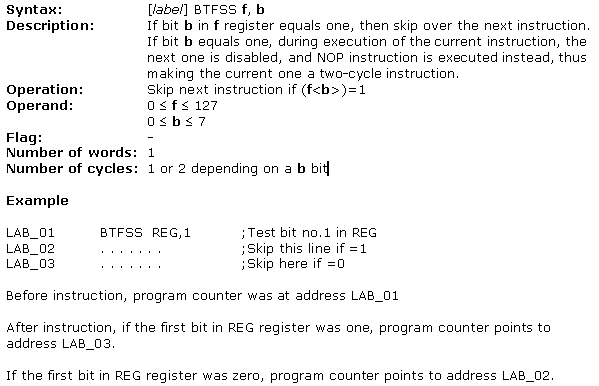 Syntax: [label] BTFSS f, b
Description: If bit b in f register equals one, then skip over the next instruction.
If bit b equals one, during execution of the current instruction, the
next one is disabled, and NOP instruction is executed instead, thus
making the current one a two-cycle instruction.
Operation: Skip next instruction if (f<b>)=1
Operand: 0 ≤ f ≤ 127
0 ≤ b ≤ 7
Flag: -
Number of words: 1
Number of cycles: 1 or 2 depending on a b bit
Example
LAB_01 BTFSS REG,1 ;Test bit no.1 in REG
LAB_02 . . . . . . . ;Skip this line if =1
LAB_03 . . . . . . . ;Skip here if =0
Before instruction, program counter was at address LAB_01
After instruction, if the first bit in REG register was one, program counter points to
address LAB_03.
If the first bit in REG register was zero, program counter points to address LAB_02.